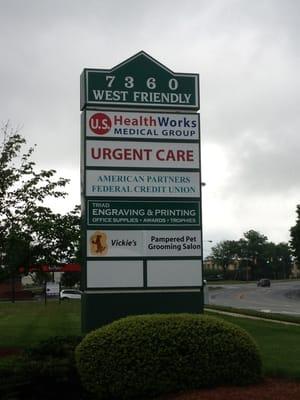 7360
WEST FRIENDLY
U.S. HealthWorks
MEDICAL GROUP
URGENT CARE
AMERICAN PARTNERS
FEDERAL CREDIT UNION
TRIAD
ENGRAVING & PRINTING
OFFICE SUPPLIES • AWARDS • TROPHIES
Vickie's
Pampered Pet
Grooming Salon